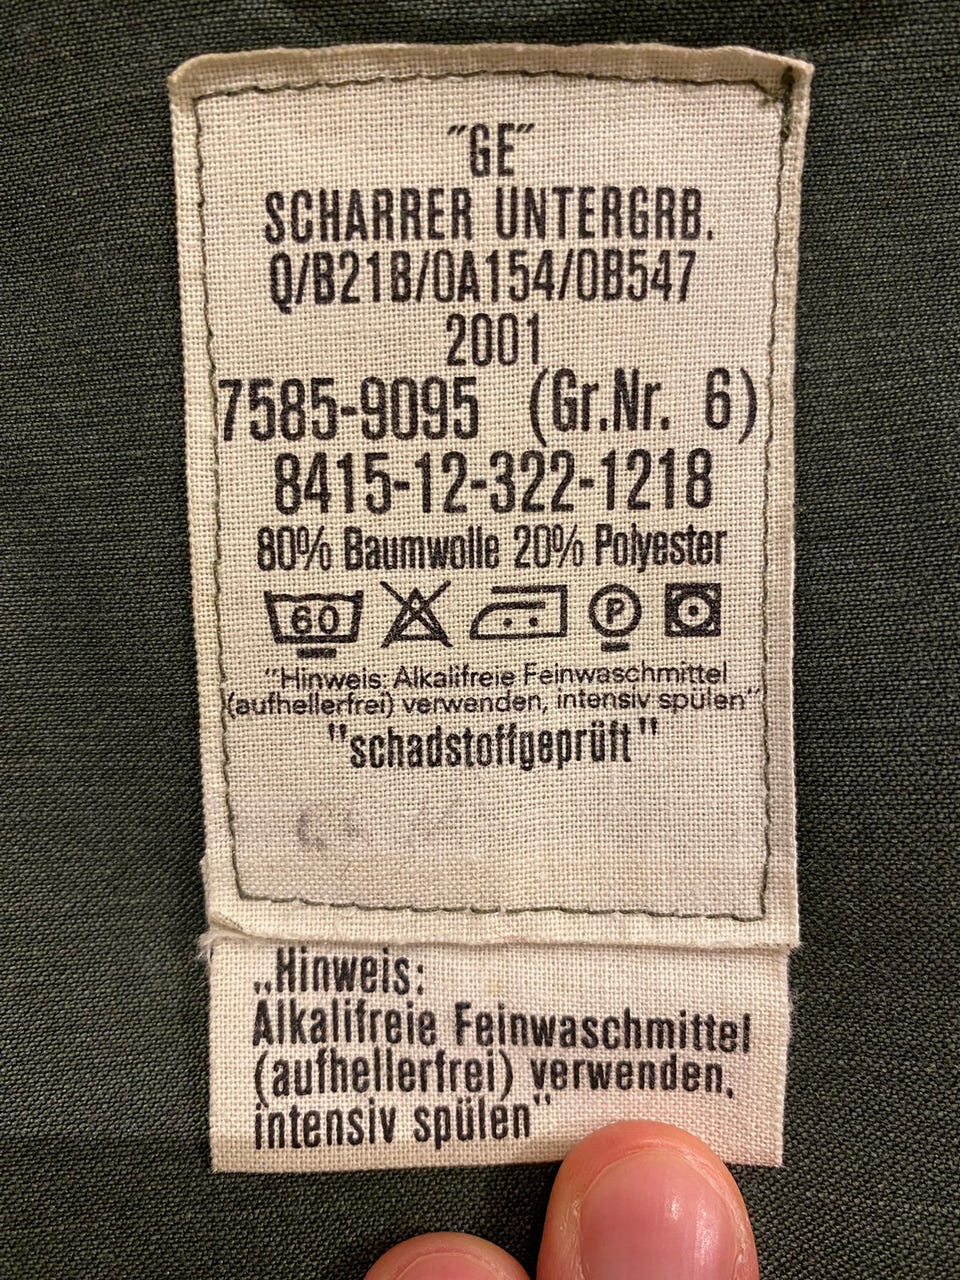 "GE"
SCHARRER UNTERGRB.
Q/B21B/0A154/0B547
2001
7585-9095 (Gr.Nr. 6)
8415-12-322-1218
80% Baumwolle 20% Polyester
60 P
"Hinweis: Alkalifreie Feinwaschmittel
(aufhellerfrei) verwenden, intensiv spülen"
"schadstoffgeprüft"
„Hinweis:
Alkalifreie Feinwaschmittel
(aufhellerfrei) verwenden,
intensiv spülen"